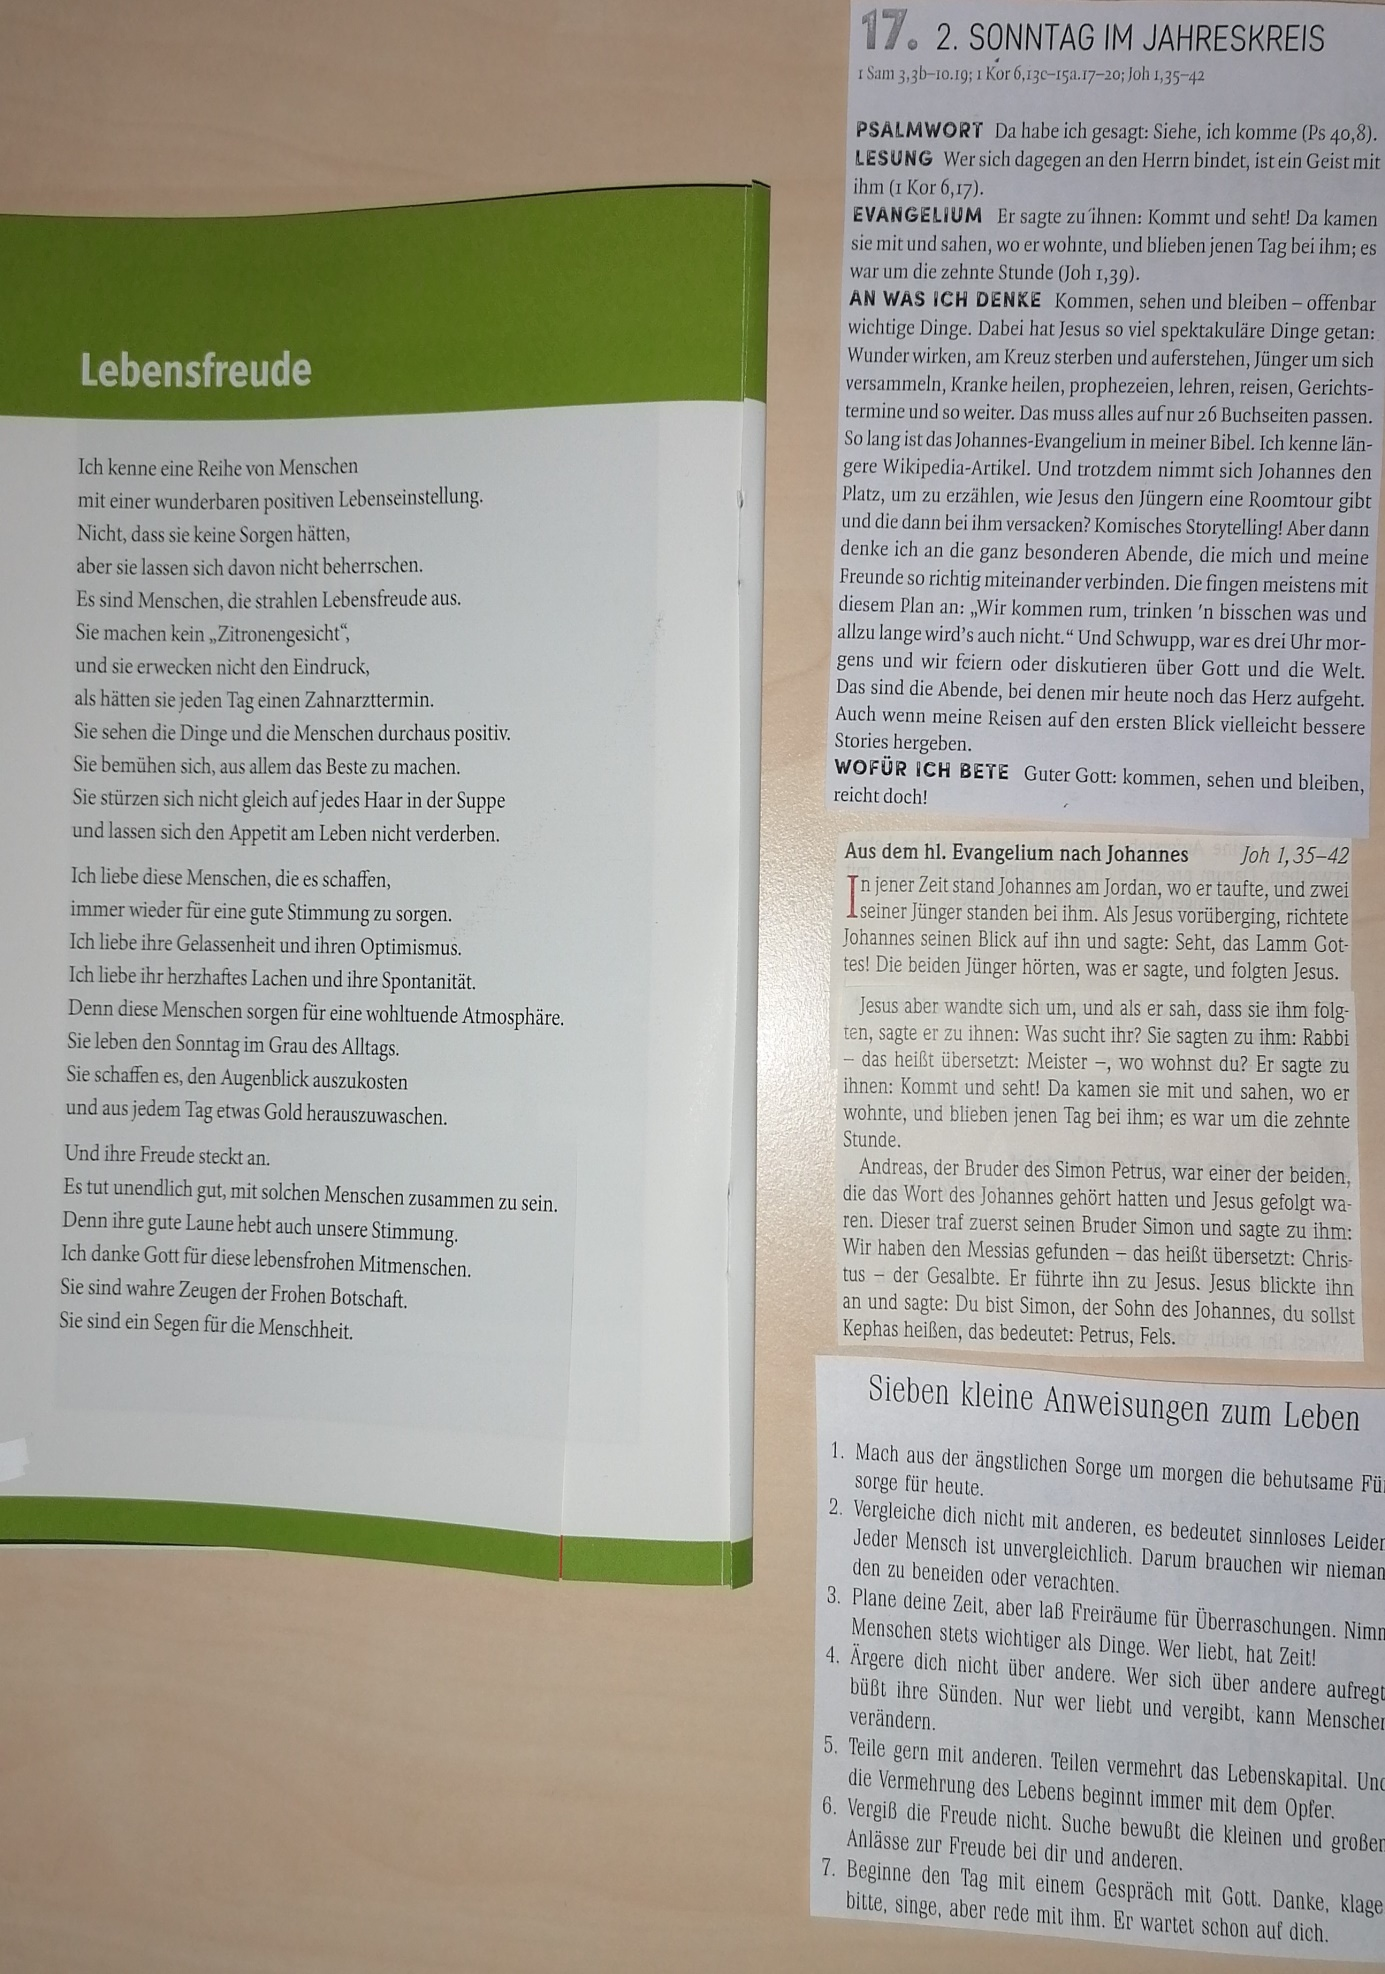 Lebensfreude
Ich kenne eine Reihe von Menschen
mit einer wunderbaren positiven Lebenseinstellung.
Nicht, dass sie keine Sorgen hätten,
aber sie lassen sich davon nicht beherrschen.
Es sind Menschen, die strahlen Lebensfreude aus.
Sie machen kein „Zitronengesicht“,
und sie erwecken nicht den Eindruck,
als hätten sie jeden Tag einen Zahnarzttermin.
Sie sehen die Dinge und die Menschen durchaus positiv.
Sie bemühen sich, aus allem das Beste zu machen.
Sie stürzen sich nicht gleich auf jedes Haar in der Suppe
und lassen sich den Appetit am Leben nicht verderben.
Ich liebe diese Menschen, die es schaffen,
immer wieder für eine gute Stimmung zu sorgen.
Ich liebe ihre Gelassenheit und ihren Optimismus.
Ich liebe ihr herzhaftes Lachen und ihre Spontanität.
Denn diese Menschen sorgen für eine wohltuende Atmosphäre.
Sie leben den Sonntag im Grau des Alltags.
Sie schaffen es, den Augenblick auszukosten
und aus jedem Tag etwas Gold herauszuwaschen.
Und ihre Freude steckt an.
Es tut unendlich gut, mit solchen Menschen zusammen zu sein.
Denn ihre gute Laune hebt auch unsere Stimmung.
Ich danke Gott für diese lebensfrohen Mitmenschen.
Sie sind wahre Zeugen der Frohen Botschaft.
Sie sind ein Segen für die Menschheit.
17. 2. SONNTAG IM JAHRESKREIS
1 Sam 3,3b–10.19; 1 Kor 6,13c–15a.17–20; Joh 1,35–42
PSALMWORT Da habe ich gesagt: Siehe, ich komme (Ps 40,8).
LESUNG Wer sich dagegen an den Herrn bindet, ist ein Geist mit
ihm (1 Kor 6,17).
EVANGELIUM Er sagte zu ihnen: Kommt und seht! Da kamen
sie mit und sahen, wo er wohnte, und blieben jenen Tag bei ihm; es
war um die zehnte Stunde (Joh 1,39).
AN WAS ICH DENKE Kommen, sehen und bleiben – offenbar
wichtige Dinge. Dabei hat Jesus so viel spektakuläre Dinge getan:
Wunder wirken, am Kreuz sterben und auferstehen, Jünger um sich
versammeln, Kranke heilen, prophezeien, lehren, reisen, Gerichts-
termine und so weiter. Das muss alles auf nur 26 Buchseiten passen.
So lang ist das Johannes-Evangelium in meiner Bibel. Ich kenne län-
gere Wikipedia-Artikel. Und trotzdem nimmt sich Johannes den
Platz, um zu erzählen, wie Jesus den Jüngern eine Roomtour gibt
und die dann bei ihm versacken? Komisches Storytelling! Aber dann
denke ich an die ganz besonderen Abende, die mich und meine
Freunde so richtig miteinander verbinden. Die fingen meistens mit
diesem Plan an: „Wir kommen rum, trinken 'n bisschen was und
allzu lange wird's auch nicht.“ Und Schwupp, war es drei Uhr mor-
gens und wir feiern oder diskutieren über Gott und die Welt.
Das sind die Abende, bei denen mir heute noch das Herz aufgeht.
Auch wenn meine Reisen auf den ersten Blick vielleicht bessere
Stories hergeben.
WOFÜR ICH BETE Guter Gott: kommen, sehen und bleiben,
reicht doch!
Aus dem hl. Evangelium nach Johannes Joh 1, 35–42
In jener Zeit stand Johannes am Jordan, wo er taufte, und zwei
seiner Jünger standen bei ihm. Als Jesus vorüberging, richtete
Johannes seinen Blick auf ihn und sagte: Seht, das Lamm Got-
tes! Die beiden Jünger hörten, was er sagte, und folgten Jesus.
Jesus aber wandte sich um, und als er sah, dass sie ihm folg-
ten, sagte er zu ihnen: Was sucht ihr? Sie sagten zu ihm: Rabbi
– das heißt übersetzt: Meister –, wo wohnst du? Er sagte zu
ihnen: Kommt und seht! Da kamen sie mit und sahen, wo er
wohnte, und blieben jenen Tag bei ihm; es war um die zehnte
Stunde.
Andreas, der Bruder des Simon Petrus, war einer der beiden,
die das Wort des Johannes gehört hatten und Jesus gefolgt wa-
ren. Dieser traf zuerst seinen Bruder Simon und sagte zu ihm:
Wir haben den Messias gefunden – das heißt übersetzt: Chris-
tus – der Gesalbte. Er führte ihn zu Jesus. Jesus blickte ihn
an und sagte: Du bist Simon, der Sohn des Johannes, du sollst
Kephas heißen, das bedeutet: Petrus, Fels.
Sieben kleine Anweisungen zum Leben
1. Mach aus der ängstlichen Sorge um morgen die behutsame Für
sorge für heute.
2. Vergleiche dich nicht mit anderen, es bedeutet sinnloses Leiden
Jeder Mensch ist unvergleichlich. Darum brauchen wir nieman
den zu beneiden oder verachten.
3. Plane deine Zeit, aber laß Freiräume für Überraschungen. Nimm
Menschen stets wichtiger als Dinge. Wer liebt, hat Zeit!
4. Ärgere dich nicht über andere. Wer sich über andere aufregt
büßt ihre Sünden. Nur wer liebt und vergibt, kann Menschen
verändern.
5. Teile gern mit anderen. Teilen vermehrt das Lebenskapital. Und
die Vermehrung des Lebens beginnt immer mit dem Opfer.
6. Vergiß die Freude nicht. Suche bewußt die kleinen und großen
Anlässe zur Freude bei dir und anderen.
7. Beginne den Tag mit einem Gespräch mit Gott. Danke, klage
bitte, singe, aber rede mit ihm. Er wartet schon auf dich.